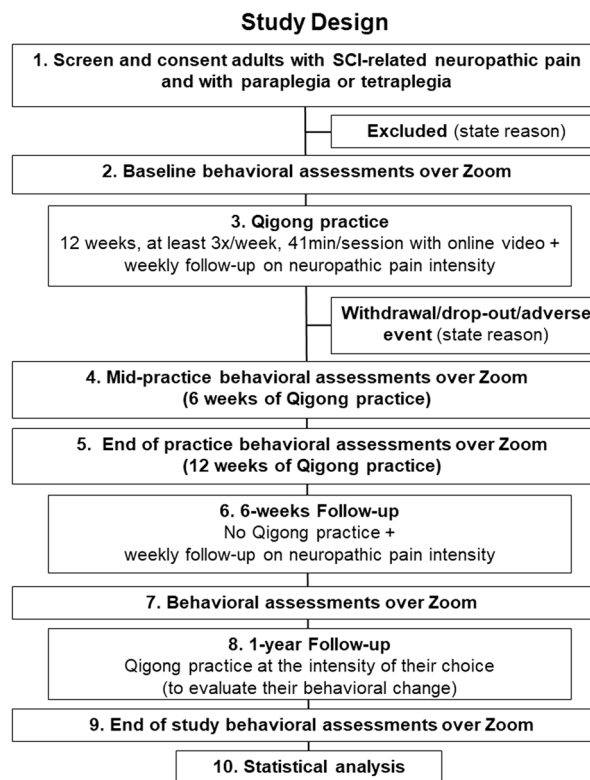 Study Design
1. Screen and consent adults with SCI-related neuropathic pain
and with paraplegia or tetraplegia
Excluded (state reason)
2. Baseline behavioral assessments over Zoom
3. Qigong practice
12 weeks, at least 3x/week, 41min/session with online video +
weekly follow-up on neuropathic pain intensity
Withdrawal/drop-out/adverse
event (state reason)
4. Mid-practice behavioral assessments over Zoom
(6 weeks of Qigong practice)
5. End of practice behavioral assessments over Zoom
(12 weeks of Qigong practice)
6. 6-weeks Follow-up
No Qigong practice +
weekly follow-up on neuropathic pain intensity
7. Behavioral assessments over Zoom
8. 1-year Follow-up
Qigong practice at the intensity of their choice
(to evaluate their behavioral change)
9. End of study behavioral assessments over Zoom
10. Statistical analysis